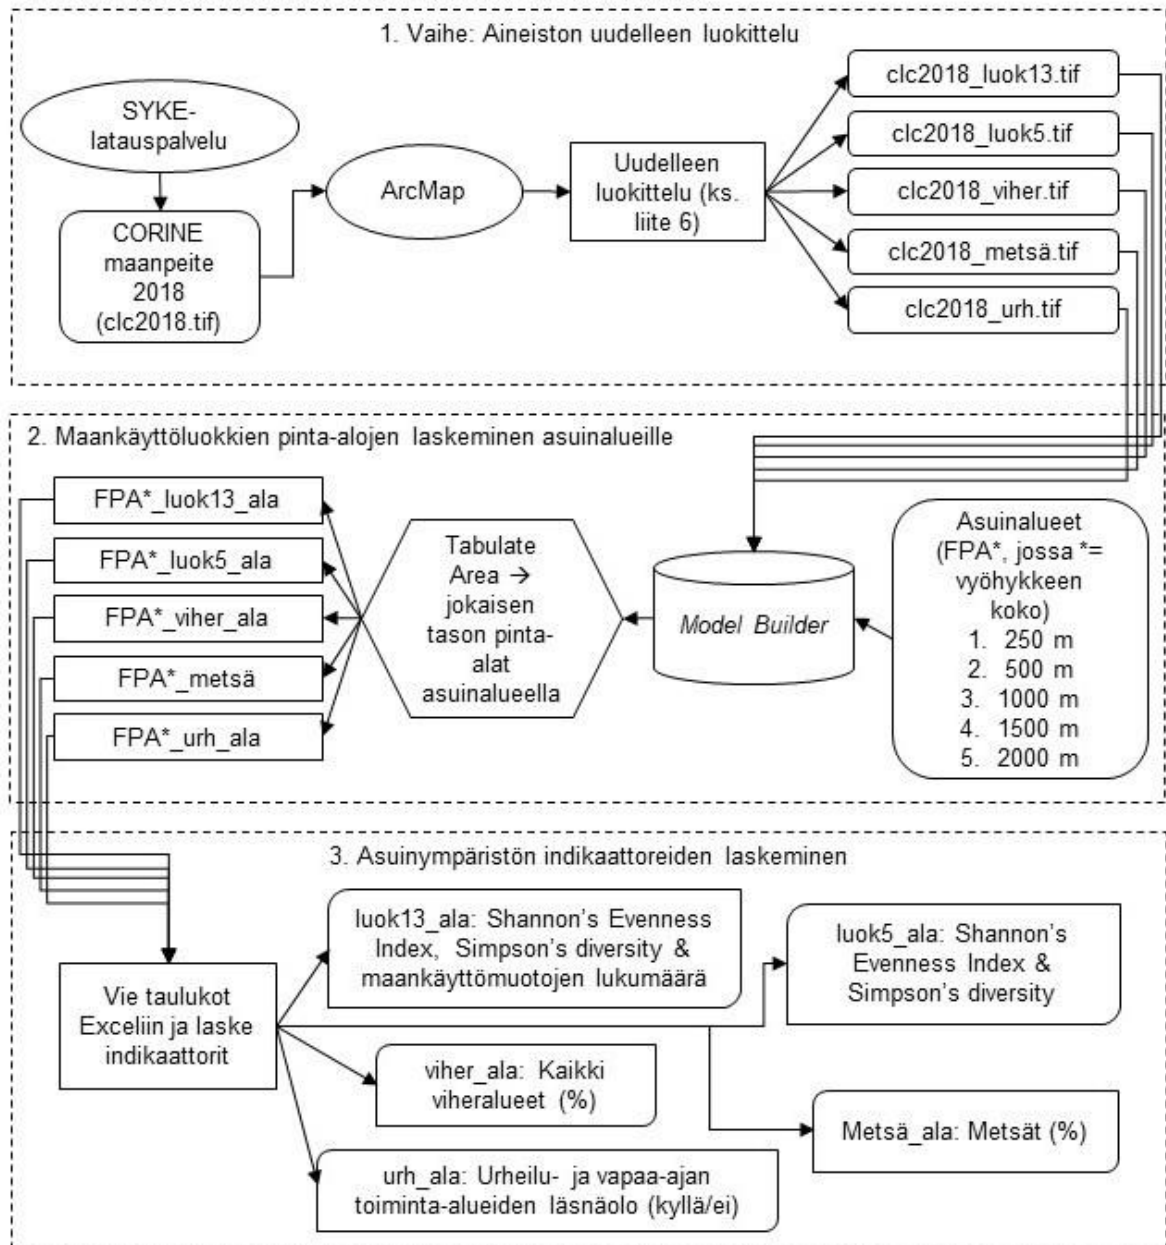 1. Vaihe: Aineiston uudelleen luokittelu
SYKE-
latauspalvelu
CORINE
maanpeite
2018
(clc2018.tif)
ArcMap
Uudelleen
luokittelu (ks.
liite 6)
clc2018_luok13.tif
clc2018_luok5.tif
clc2018_viher.tif
clc2018_metsä.tif
clc2018_urh.tif
2. Maankäyttöluokkien pinta-alojen laskeminen asuinalueille
FPA*_luok13_ala
FPA*_luok5_ala
FPA*_viher_ala
FPA*_metsä
FPA*_urh_ala
Tabulate
Area →
jokaisen
tason pinta-
alat
asuinalueella
Model Builder
Asuinalueet
(FPA*, jossa *=
vyöhykkeen
koko)
1. 250 m
2. 500 m
3. 1000 m
4. 1500 m
5. 2000 m
3. Asuinympäristön indikaattoreiden laskeminen
Vie taulukot
Exceliin ja laske
indikaattorit
luok13_ala: Shannon's Evenness
Index, Simpson's diversity &
maankäyttömuotojen lukumäärä
luok5_ala: Shannon's
Evenness Index &
Simpson's diversity
viher_ala: Kaikki
viheralueet (%)
Metsä_ala: Metsät (%)
urh_ala: Urheilu- ja vapaa-ajan
toiminta-alueiden läsnäolo (kyllä/ei)